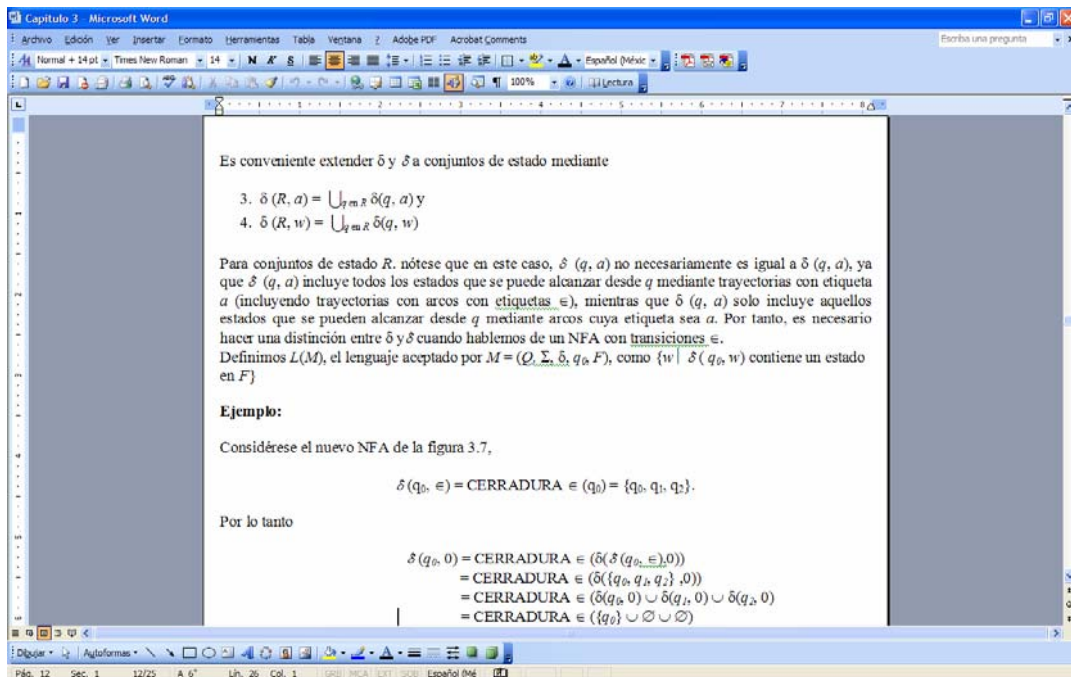 Capitulo 3 - Microsoft Word
Archivo Edición Ver Insertar Formato Herramientas Tabla Ventana ? Adobe PDF Acrobat Comments Escriba una pregunta
Normal + 14 pt Times New Roman 14 N K S Español (Méxic
100% Lectura
Es conveniente extender δ y δ̂ a conjuntos de estado mediante
3. δ (R, a) = ⋃q en R δ(q, a) y
4. δ (R, w) = ⋃q en R δ(q, w)
Para conjuntos de estado R. nótese que en este caso, δ̂ (q, a) no necesariamente es igual a δ (q, a), ya
que δ̂ (q, a) incluye todos los estados que se puede alcanzar desde q mediante trayectorias con etiqueta
a (incluyendo trayectorias con arcos con etiquetas ∈), mientras que δ (q, a) solo incluye aquellos
estados que se pueden alcanzar desde q mediante arcos cuya etiqueta sea a. Por tanto, es necesario
hacer una distinción entre δ y δ̂ cuando hablemos de un NFA con transiciones ∈.
Definimos L(M), el lenguaje aceptado por M = (Q, Σ, δ, q₀, F), como {w | δ̂ ( q₀, w) contiene un estado
en F}
Ejemplo:
Considérese el nuevo NFA de la figura 3.7,
δ̂ (q₀, ∈) = CERRADURA ∈ (q₀) = {q₀, q₁, q₂}.
Por lo tanto
δ̂ (q₀, 0) = CERRADURA ∈ (δ(δ̂ (q₀, ∈),0))
= CERRADURA ∈ (δ({q₀, q₁, q₂} ,0))
= CERRADURA ∈ (δ(q₀, 0) ∪ δ(q₁, 0) ∪ δ(q₂, 0)
= CERRADURA ∈ ({q₀} ∪ ∅ ∪ ∅)
Dibujar Autoformas
Pág. 12 Sec. 1 12/25 A 6" Lín. 26 Col. 1 GRB MCA EXT SOB Español (Mé